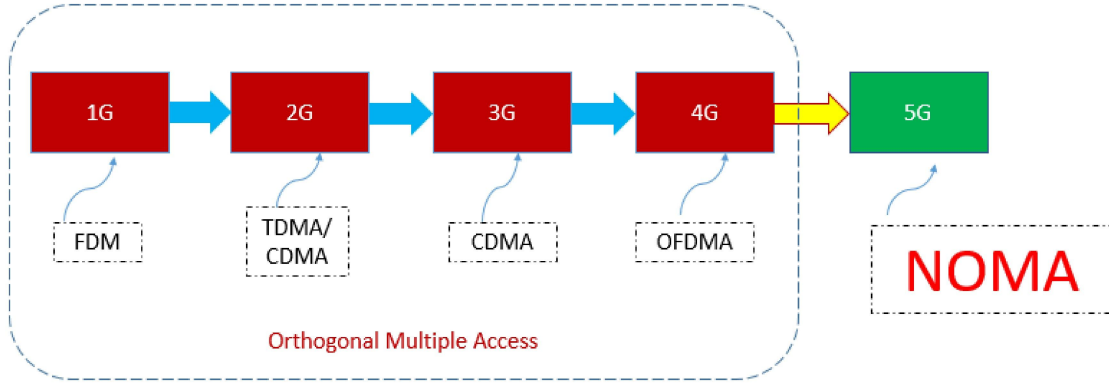 1G
2G
3G
4G
5G
FDM
TDMA/
CDMA
CDMA
OFDMA
NOMA
Orthogonal Multiple Access